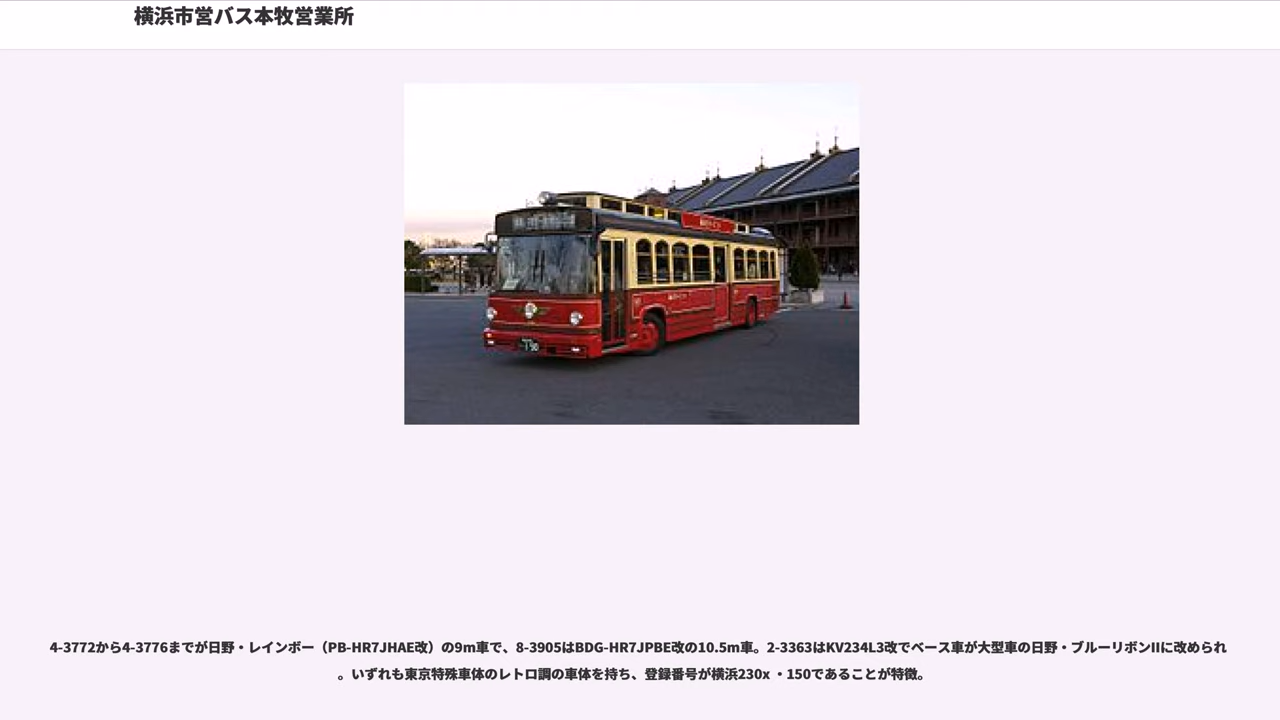 横浜市営バス本牧営業所
4-3772から4-3776までが日野・レインボー（PB-HR7JHAE改）の9m車で、8-3905はBDG-HR7JPBE改の10.5m車。2-3363はKV234L3改でベース車が大型車の日野・ブルーリボンIIに改められ
。いずれも東京特殊車体のレトロ調の車体を持ち、登録番号が横浜230x ・150であることが特徴。